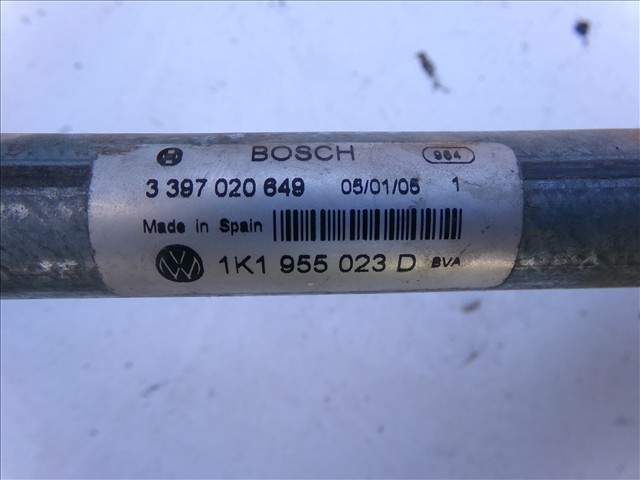 BOSCH 984
3 397 020 649 05/01/05 1
Made in Spain
1K1 955 023 D BVA